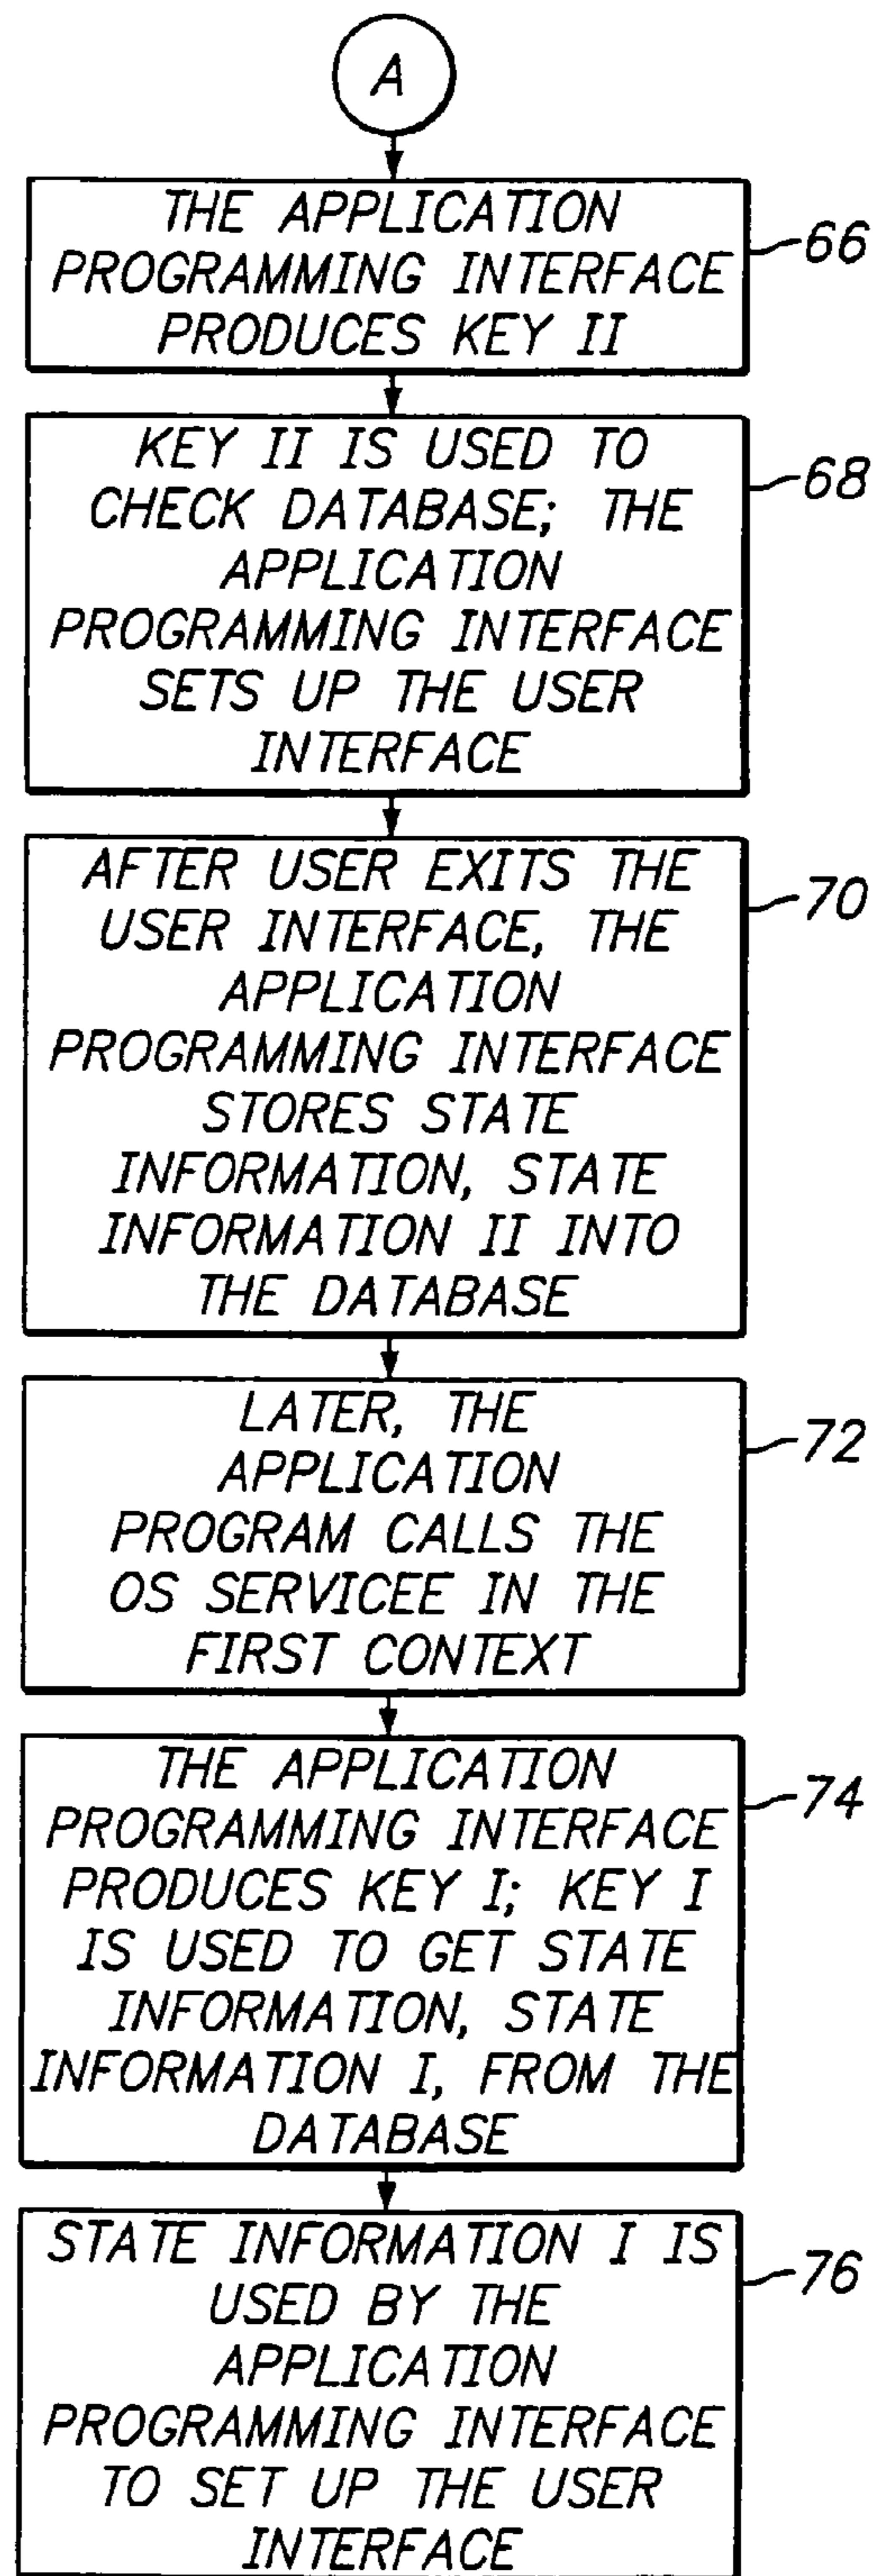 A
THE APPLICATION
PROGRAMMING INTERFACE
PRODUCES KEY II
66
KEY II IS USED TO
CHECK DATABASE; THE
APPLICATION
PROGRAMMING INTERFACE
SETS UP THE USER
INTERFACE
68
AFTER USER EXITS THE
USER INTERFACE, THE
APPLICATION
PROGRAMMING INTERFACE
STORES STATE
INFORMATION, STATE
INFORMATION II INTO
THE DATABASE
70
LATER, THE
APPLICATION
PROGRAM CALLS THE
OS SERVICEE IN THE
FIRST CONTEXT
72
THE APPLICATION
PROGRAMMING INTERFACE
PRODUCES KEY I; KEY I
IS USED TO GET STATE
INFORMATION, STATE
INFORMATION I, FROM THE
DATABASE
74
STATE INFORMATION I IS
USED BY THE
APPLICATION
PROGRAMMING INTERFACE
TO SET UP THE USER
INTERFACE
76